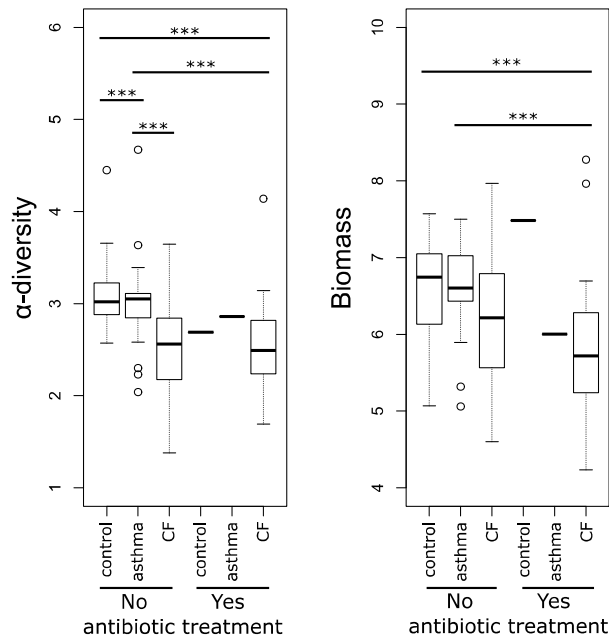 6
5
4
3
2
1
α-diversity
***
***
***
***
control
asthma
CF
control
asthma
CF
No
Yes
antibiotic treatment
10
9
8
7
6
5
4
Biomass
***
***
control
asthma
CF
control
asthma
CF
No
Yes
antibiotic treatment